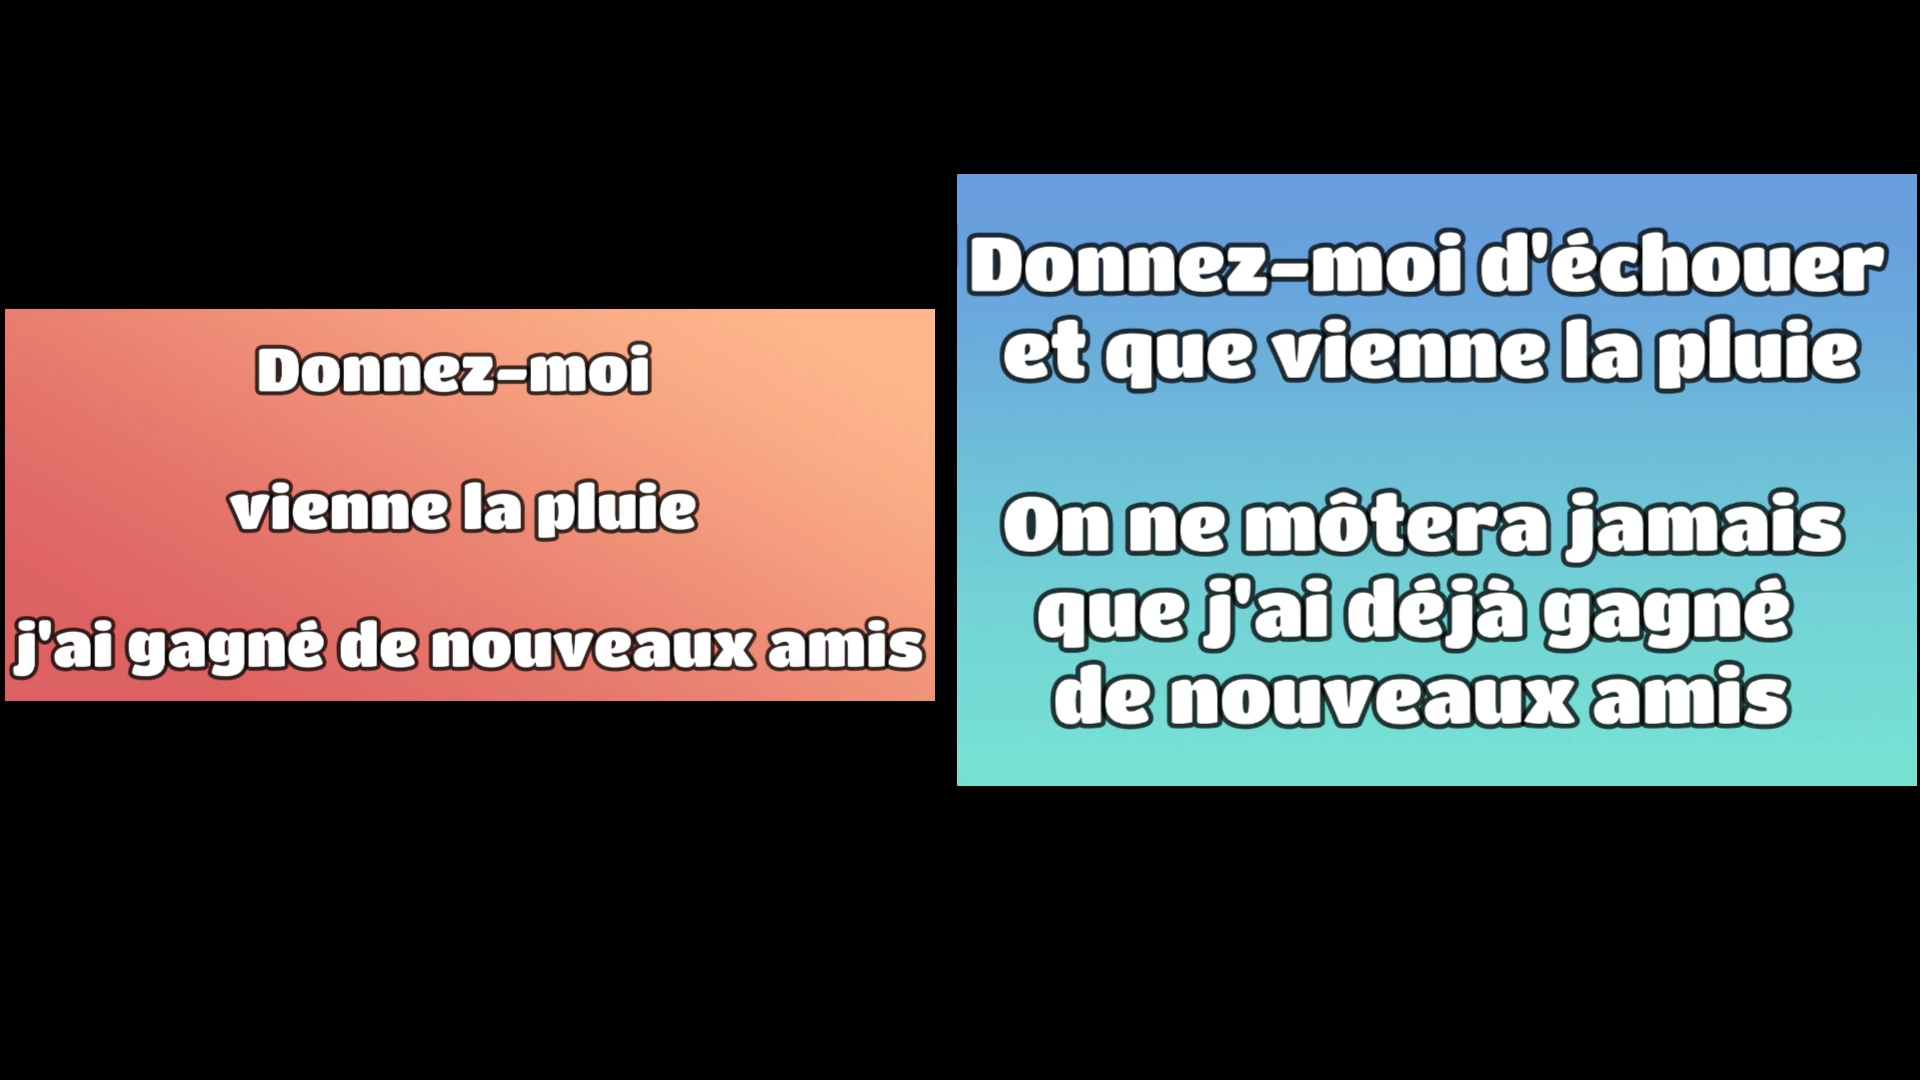 Donnez-moi
vienne la pluie
j'ai gagné de nouveaux amis
Donnez-moi d'échouer
et que vienne la pluie
On ne môtera jamais
que j'ai déjà gagné
de nouveaux amis